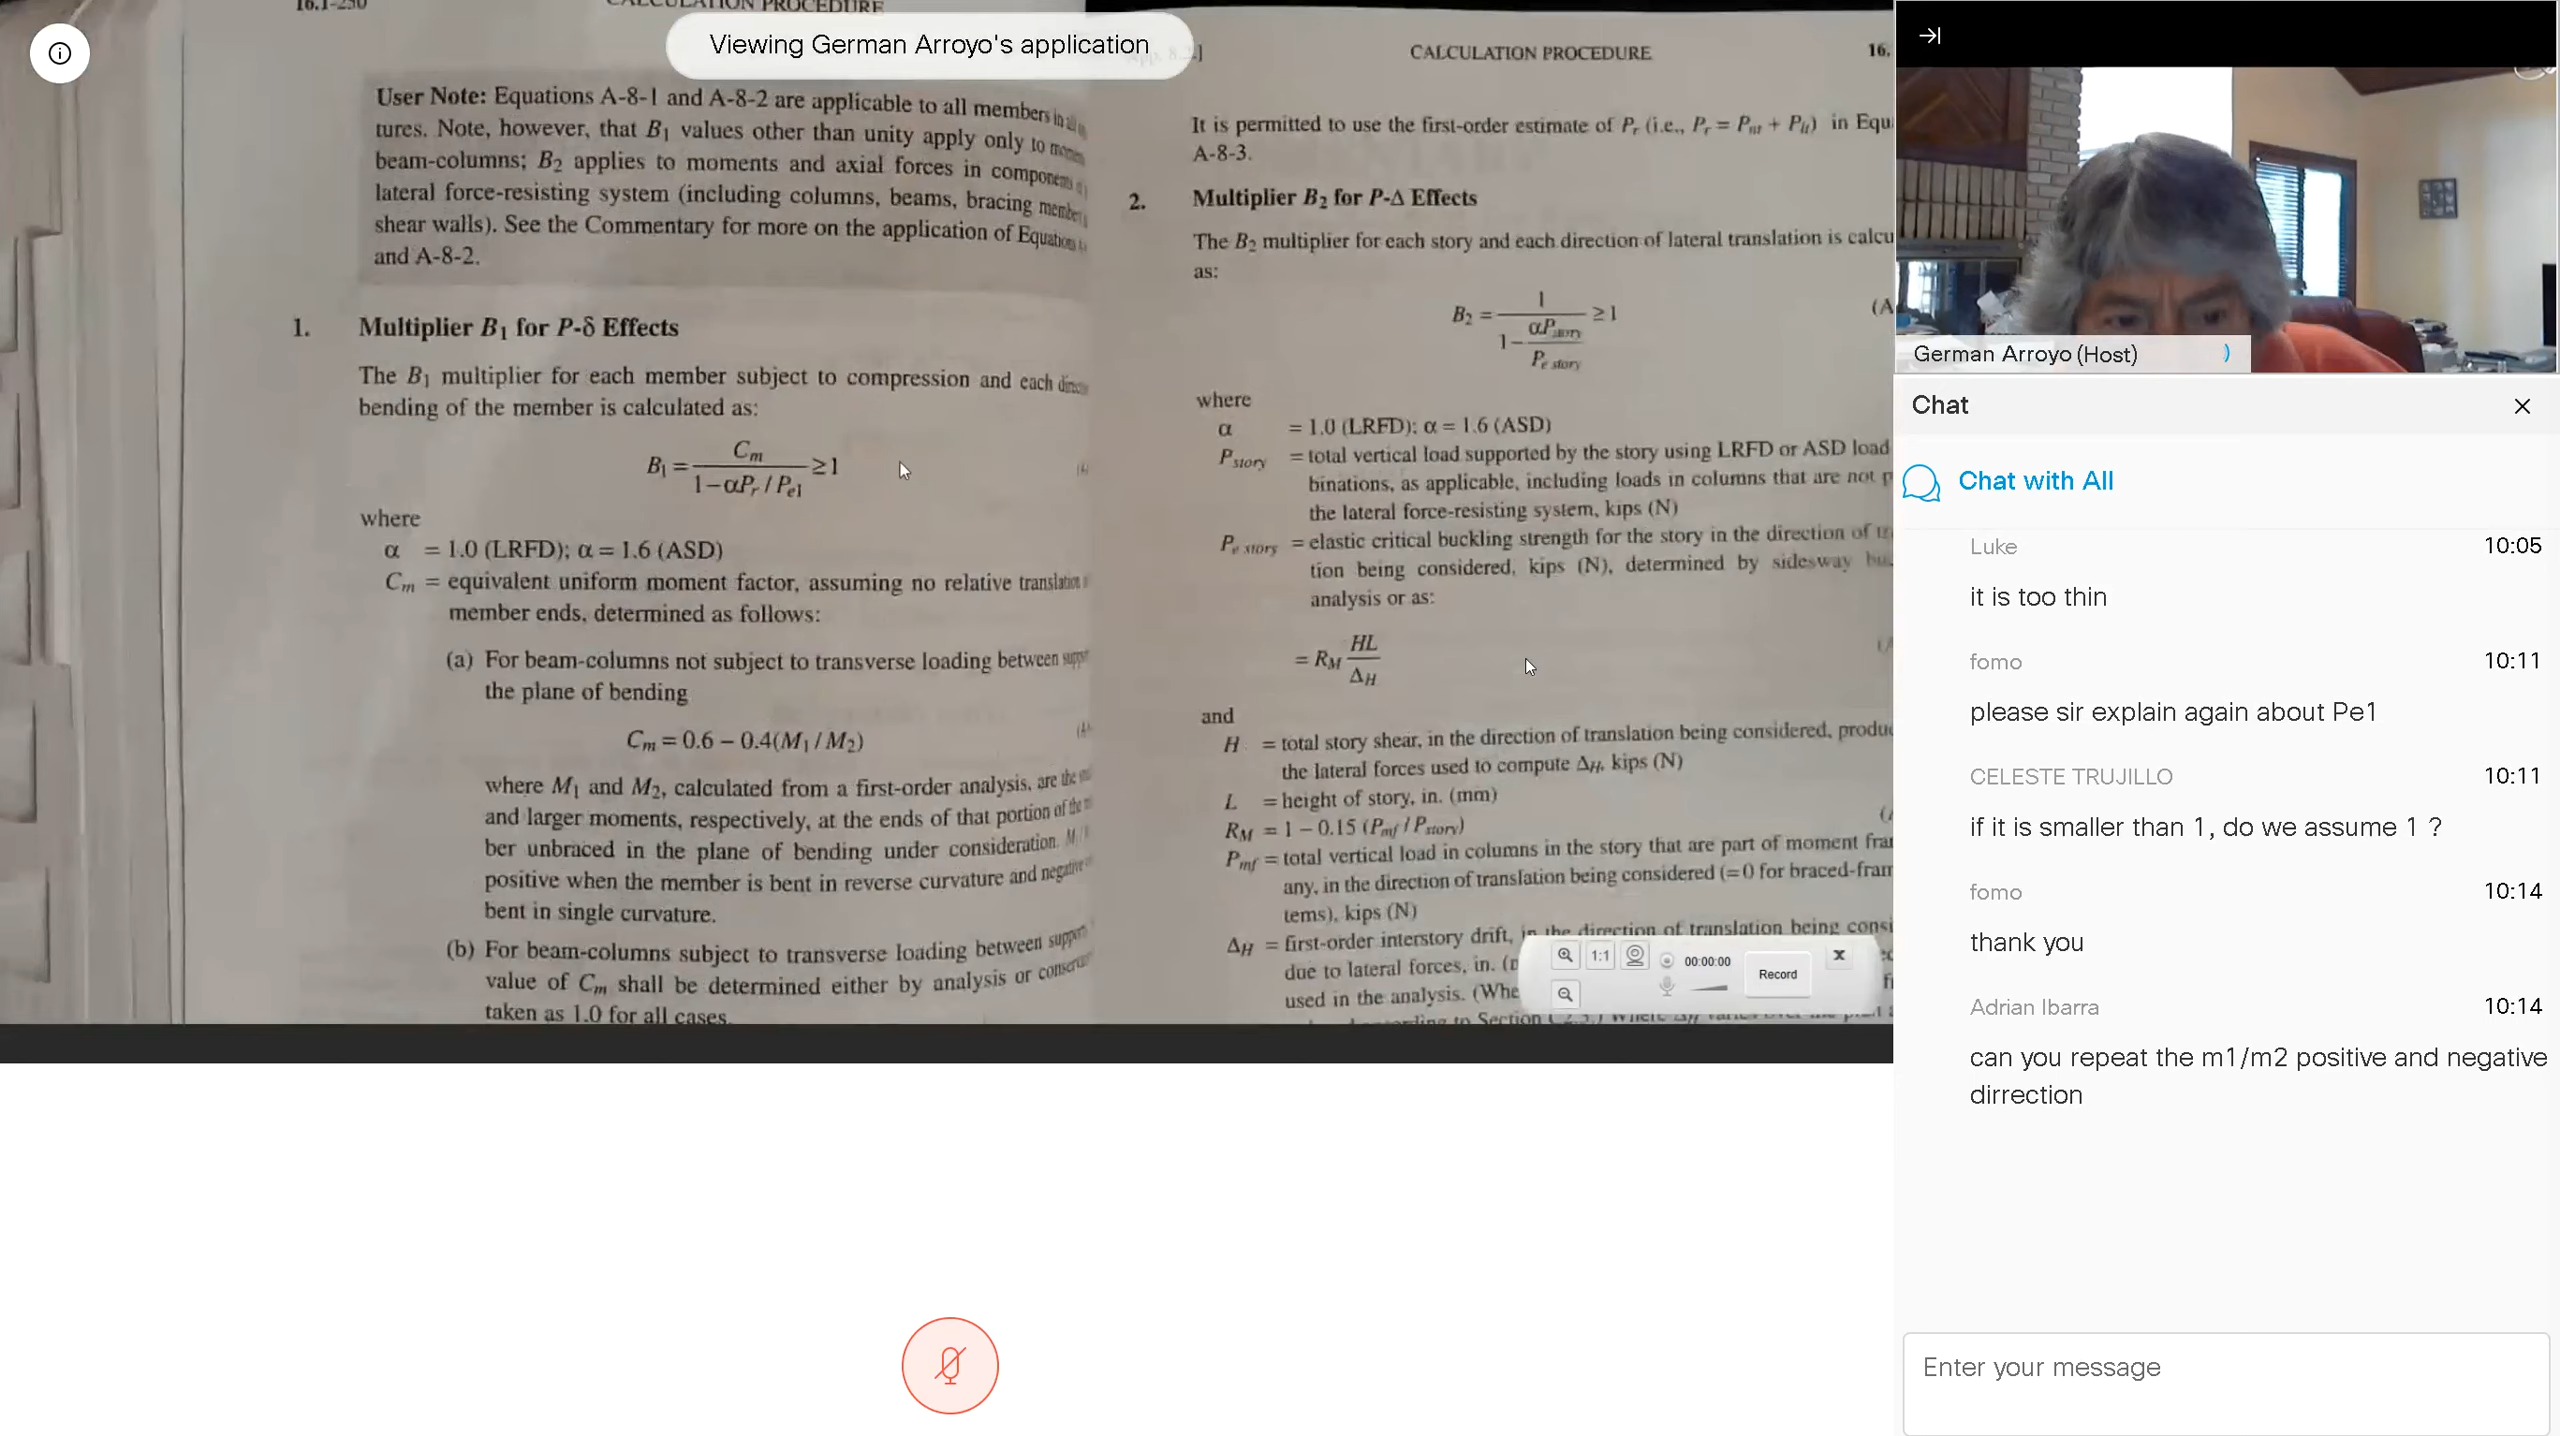 Viewing German Arroyo's application
16.1-250
CALCULATION PROCEDURE
User Note: Equations A-8-1 and A-8-2 are applicable to all members in
tures. Note, however, that B1 values other than unity apply only to
beam-columns; B2 applies to moments and axial forces in
lateral force-resisting system (including columns, beams, bracing
shear walls). See the Commentary for more on the application of
and A-8-2.
1. Multiplier B1 for P-δ Effects
The B1 multiplier for each member subject to compression and each
bending of the member is calculated as:
B1 = Cm / (1 − αPr / Pe1) ≥ 1
where
α = 1.0 (LRFD); α = 1.6 (ASD)
Cm = equivalent uniform moment factor, assuming no relative
member ends, determined as follows:
(a) For beam-columns not subject to transverse loading between
the plane of bending
Cm = 0.6 − 0.4(M1 / M2)
where M1 and M2, calculated from a first-order analysis, are the
and larger moments, respectively, at the ends of that portion of the
ber unbraced in the plane of bending under consideration.
positive when the member is bent in reverse curvature and
bent in single curvature.
(b) For beam-columns subject to transverse loading between
value of Cm shall be determined either by analysis or
taken as 1.0 for all cases.
CALCULATION PROCEDURE
16.
It is permitted to use the first-order estimate of Pr (i.e., Pr = Pnt + Plt) in Equ
A-8-3.
2. Multiplier B2 for P-Δ Effects
The B2 multiplier for each story and each direction of lateral translation is calcu
as:
B2 = 1 / (1 − αPstory / Pe story) ≥ 1
(A
where
α = 1.0 (LRFD); α = 1.6 (ASD)
Pstory = total vertical load supported by the story using LRFD or ASD load
binations, as applicable, including loads in columns that are not p
the lateral force-resisting system, kips (N)
Pe story = elastic critical buckling strength for the story in the direction of
tion being considered, kips (N), determined by sidesway
analysis or as:
= RM HL / ΔH
and
H = total story shear, in the direction of translation being considered, produc
the lateral forces used to compute ΔH, kips (N)
L = height of story, in. (mm)
RM = 1 − 0.15 (Pmf / Pstory)
Pmf = total vertical load in columns in the story that are part of moment fra
any, in the direction of translation being considered (= 0 for braced-fram
tems), kips (N)
ΔH = first-order interstory drift, in the direction of translation being consi
due to lateral forces, in.
used in the analysis. (Whe
to Section
1:1
00:00:00
Record
x
German Arroyo (Host)
Chat
Chat with All
Luke 10:05
it is too thin
fomo 10:11
please sir explain again about Pe1
CELESTE TRUJILLO 10:11
if it is smaller than 1, do we assume 1 ?
fomo 10:14
thank you
Adrian Ibarra 10:14
can you repeat the m1/m2 positive and negative
dirrection
Enter your message